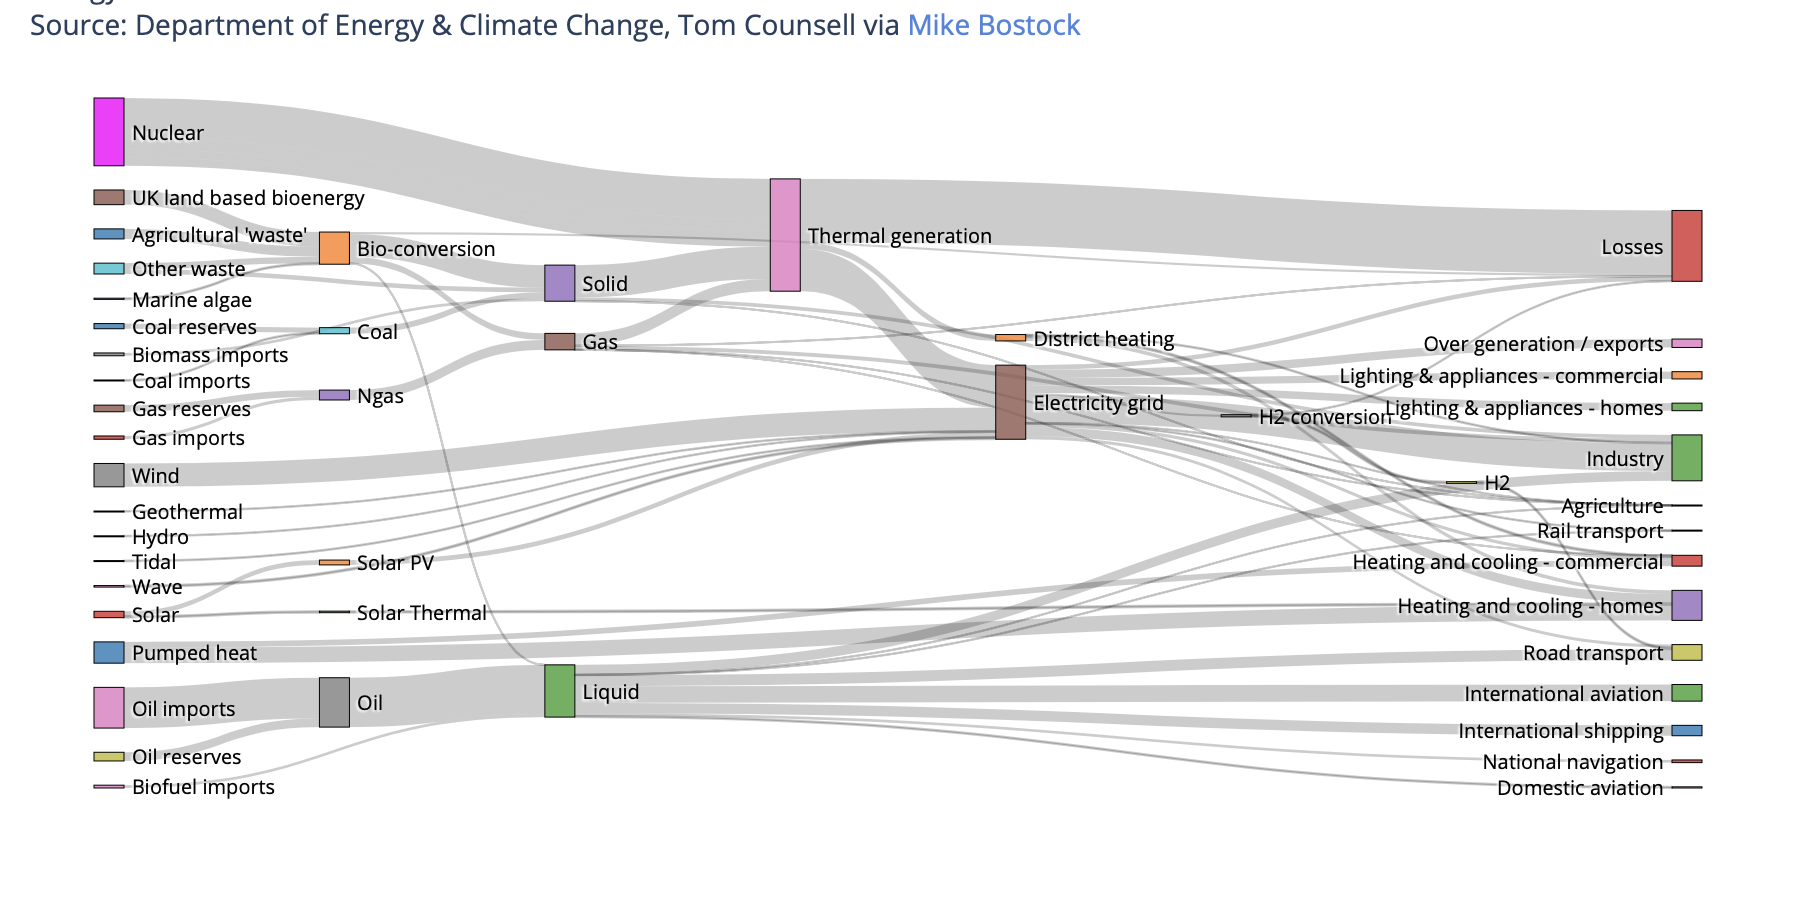 Source: Department of Energy & Climate Change, Tom Counsell via Mike Bostock
Nuclear
UK land based bioenergy
Agricultural 'waste'
Other waste
Marine algae
Coal reserves
Biomass imports
Coal imports
Gas reserves
Gas imports
Wind
Geothermal
Hydro
Tidal
Wave
Solar
Pumped heat
Oil imports
Oil reserves
Biofuel imports
Bio-conversion
Coal
Ngas
Solar PV
Solar Thermal
Oil
Solid
Gas
Liquid
Thermal generation
District heating
Electricity grid
H2 conversion
H2
Losses
Over generation / exports
Lighting & appliances - commercial
Lighting & appliances - homes
Industry
Agriculture
Rail transport
Heating and cooling - commercial
Heating and cooling - homes
Road transport
International aviation
International shipping
National navigation
Domestic aviation